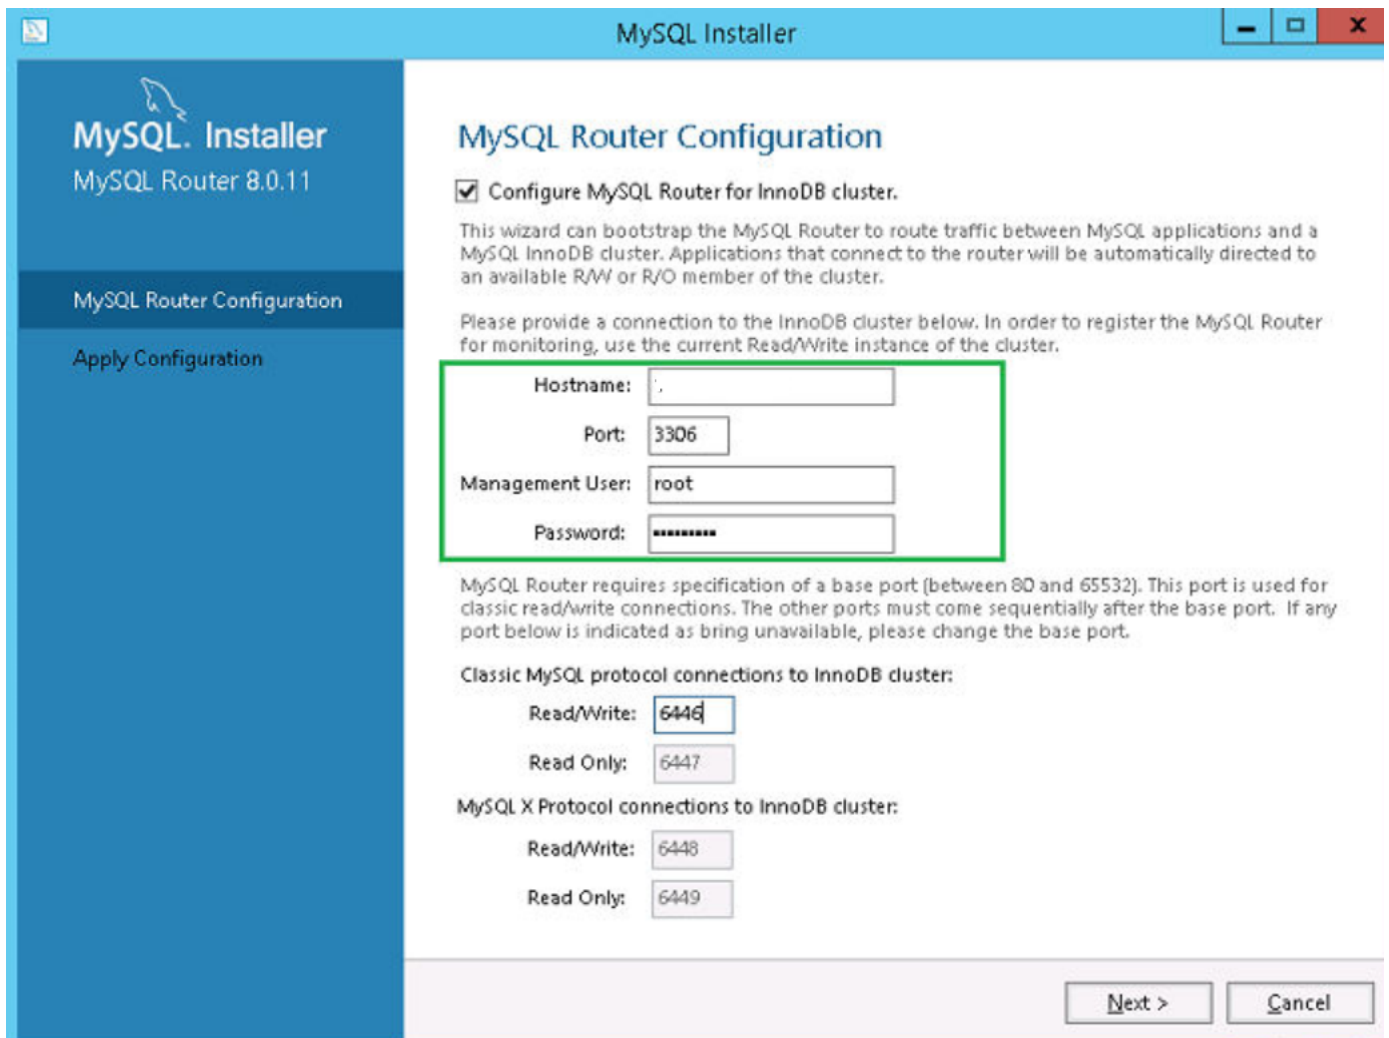 MySQL Installer
MySQL. Installer
MySQL Router 8.0.11
MySQL Router Configuration
Apply Configuration
MySQL Router Configuration
Configure MySQL Router for InnoDB cluster.
This wizard can bootstrap the MySQL Router to route traffic between MySQL applications and a
MySQL InnoDB cluster. Applications that connect to the router will be automatically directed to
an available R/W or R/O member of the cluster.
Please provide a connection to the InnoDB cluster below. In order to register the MySQL Router
for monitoring, use the current Read/Write instance of the cluster.
Hostname:
Port: 3306
Management User: root
Password: •••••••••
MySQL Router requires specification of a base port (between 80 and 65532). This port is used for
classic read/write connections. The other ports must come sequentially after the base port. If any
port below is indicated as bring unavailable, please change the base port.
Classic MySQL protocol connections to InnoDB cluster:
Read/Write: 6446
Read Only: 6447
MySQL X Protocol connections to InnoDB cluster:
Read/Write: 6448
Read Only: 6449
Next >
Cancel